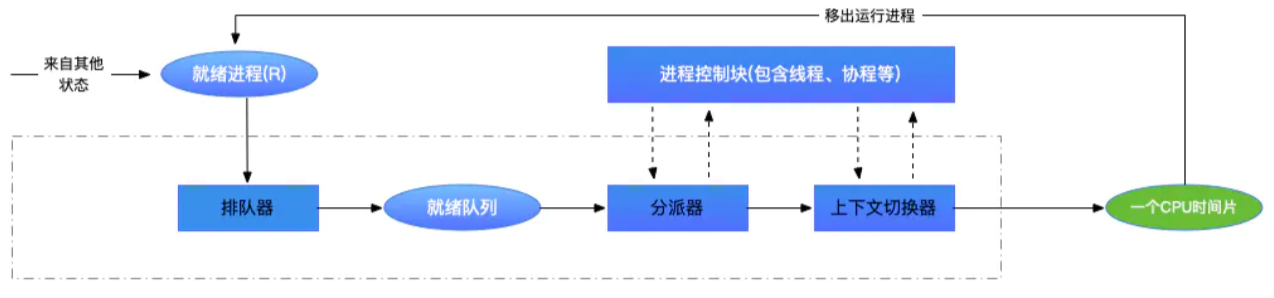 移出运行进程
来自其他
状态
就绪进程(R)
进程控制块(包含线程、协程等)
排队器
就绪队列
分派器
上下文切换器
一个CPU时间片